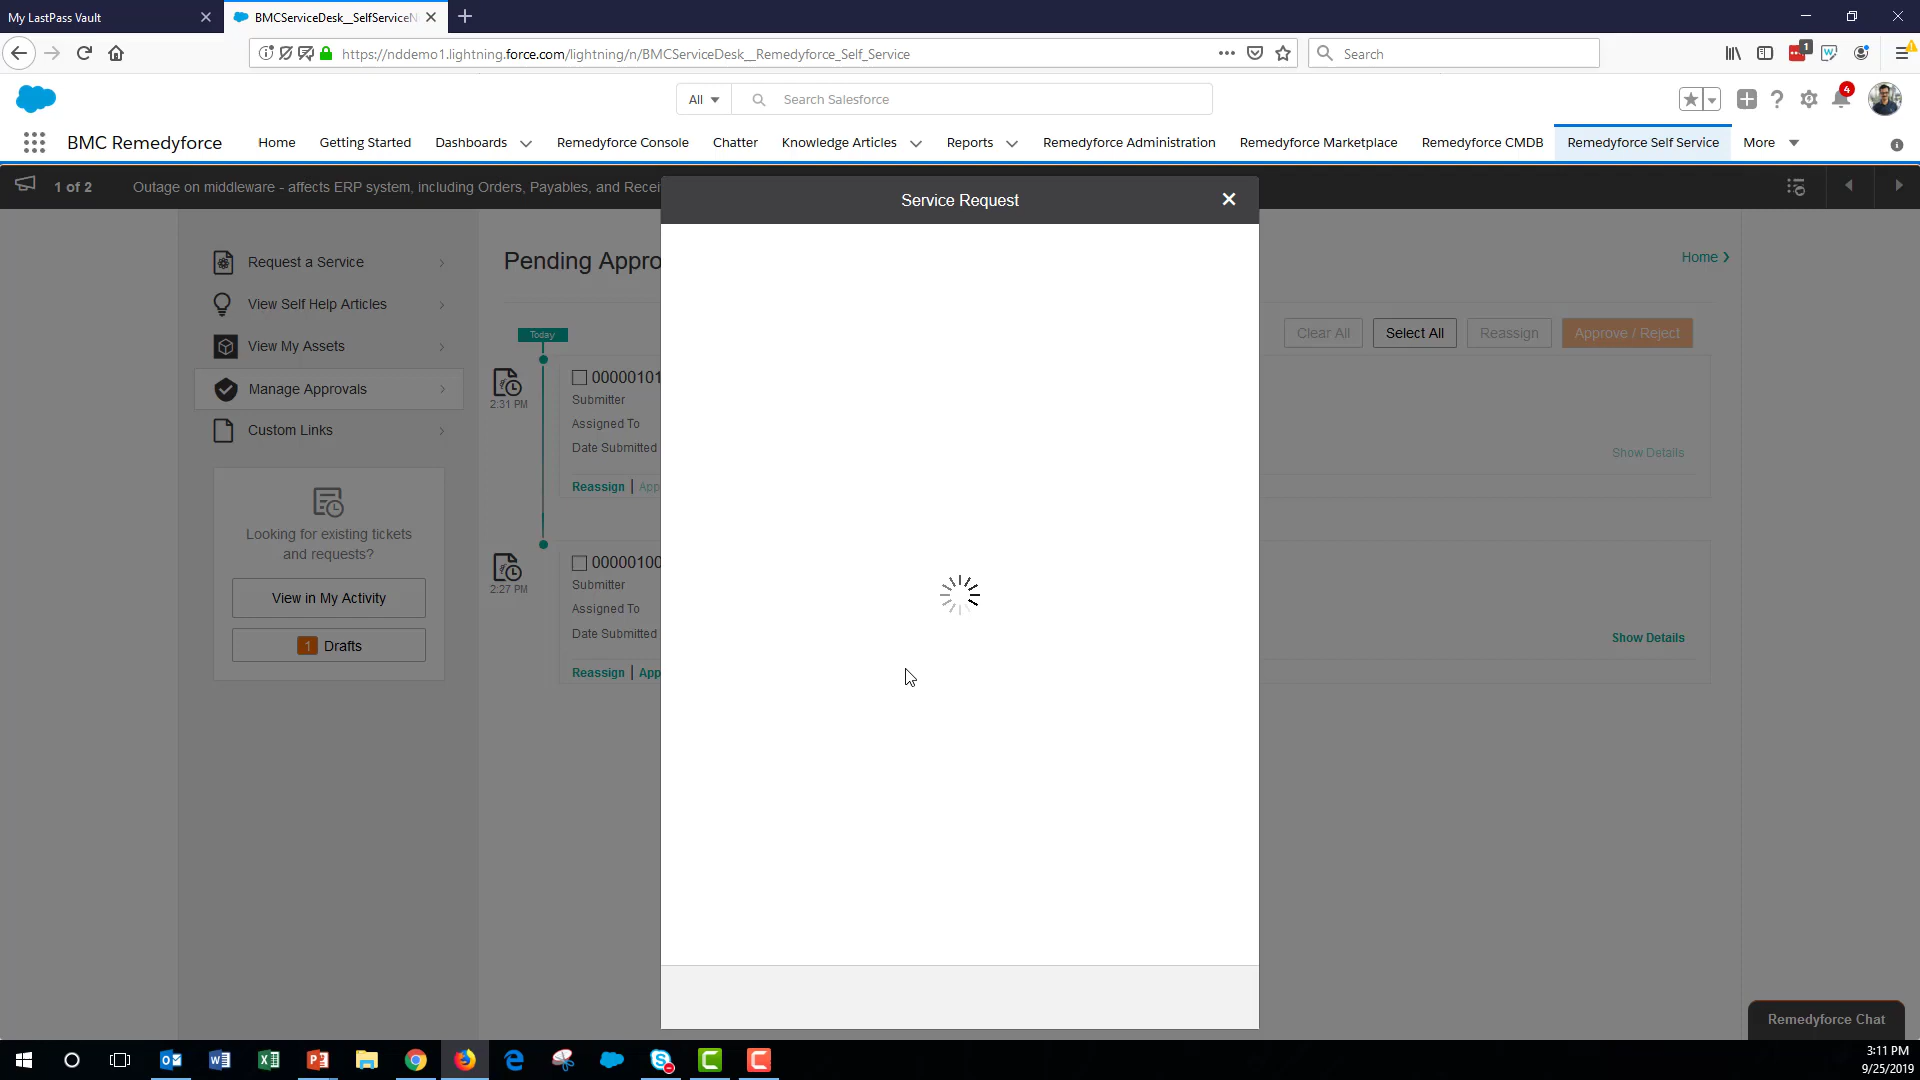 My LastPass Vault
BMCServiceDesk__SelfServiceN
https://nddemo1.lightning.force.com/lightning/n/BMCServiceDesk__Remedyforce_Self_Service
Search
1
All
Search Salesforce
4
BMC Remedyforce
Home
Getting Started
Dashboards
Remedyforce Console
Chatter
Knowledge Articles
Reports
Remedyforce Administration
Remedyforce Marketplace
Remedyforce CMDB
Remedyforce Self Service
More
1 of 2
Outage on middleware - affects ERP system, including Orders, Payables, and Recei
Service Request
Request a Service
View Self Help Articles
View My Assets
Manage Approvals
Custom Links
Looking for existing tickets
and requests?
View in My Activity
1 Drafts
Pending Appro
Home
Today
Clear All
Select All
Reassign
Approve / Reject
2:31 PM
00000101
Submitter
Assigned To
Date Submitted
Show Details
Reassign | App
2:27 PM
00000100
Submitter
Assigned To
Date Submitted
Show Details
Reassign | App
Remedyforce Chat
3:11 PM
9/25/2019